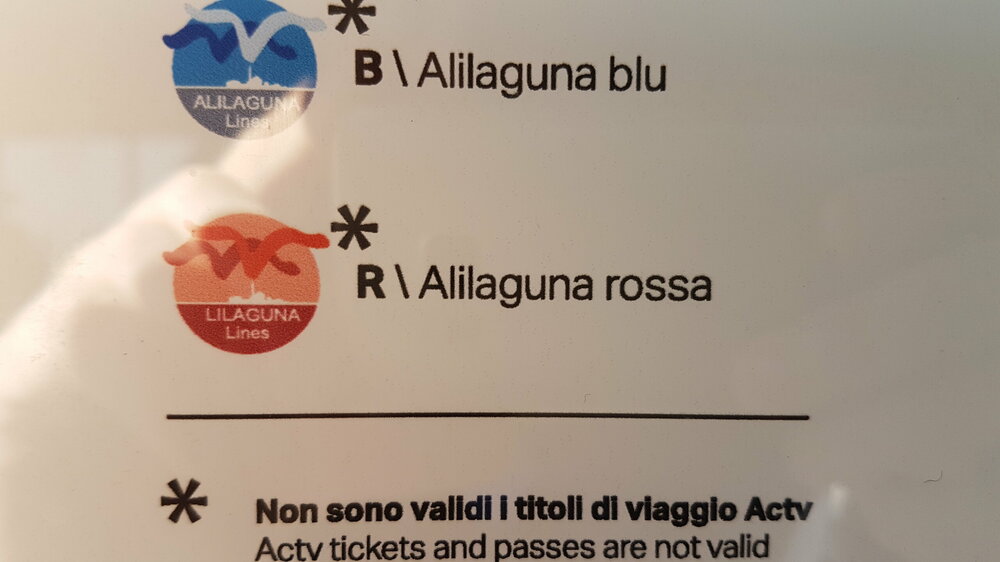 *
ALILAGUNA
Lines
B \ Alilaguna blu
*
LILAGUNA
Lines
R \ Alilaguna rossa
* Non sono validi i titoli di viaggio Actv
Actv tickets and passes are not valid